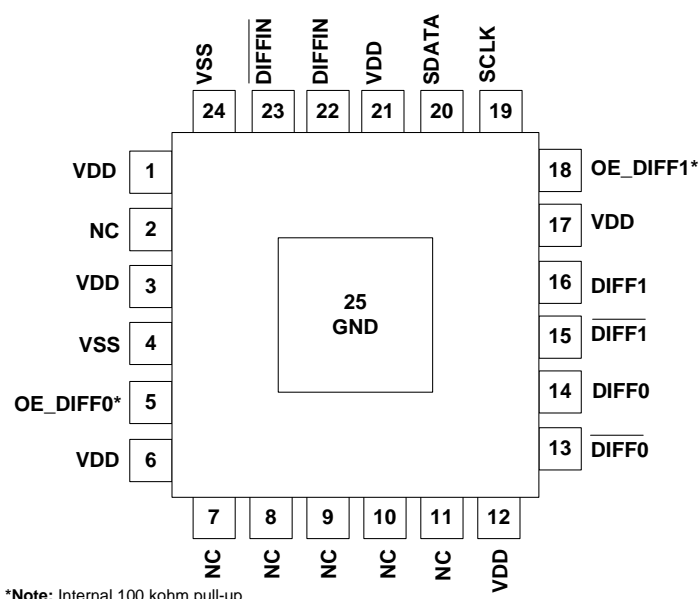 VSS
DIFFIN
DIFFIN
VDD
SDATA
SCLK
24
23
22
21
20
19
VDD 1
18 OE_DIFF1*
NC 2
17 VDD
VDD 3
16 DIFF1
25
GND
VSS 4
15 DIFF1
OE_DIFF0* 5
14 DIFF0
VDD 6
13 DIFF0
7
8
9
10
11
12
NC
NC
NC
NC
NC
VDD
*Note: Internal 100 kohm pull-up